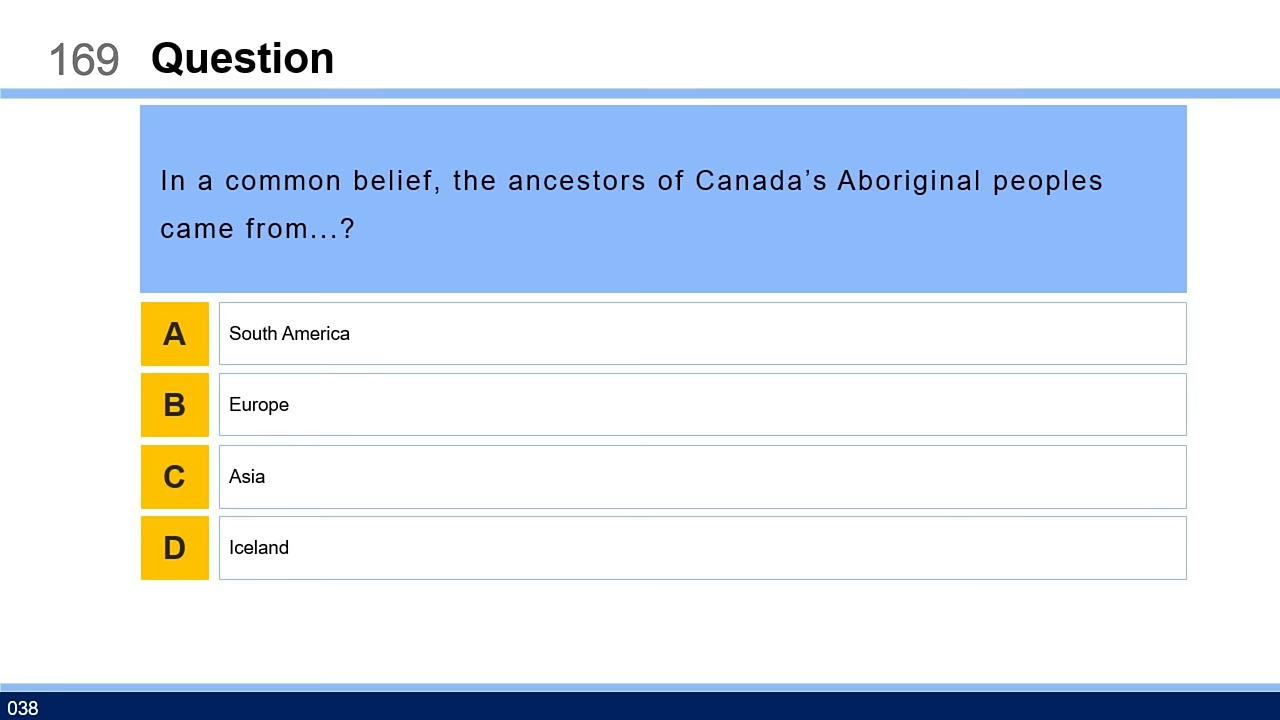 169 Question
In a common belief, the ancestors of Canada’s Aboriginal peoples
came from...?
A South America
B Europe
C Asia
D Iceland
038